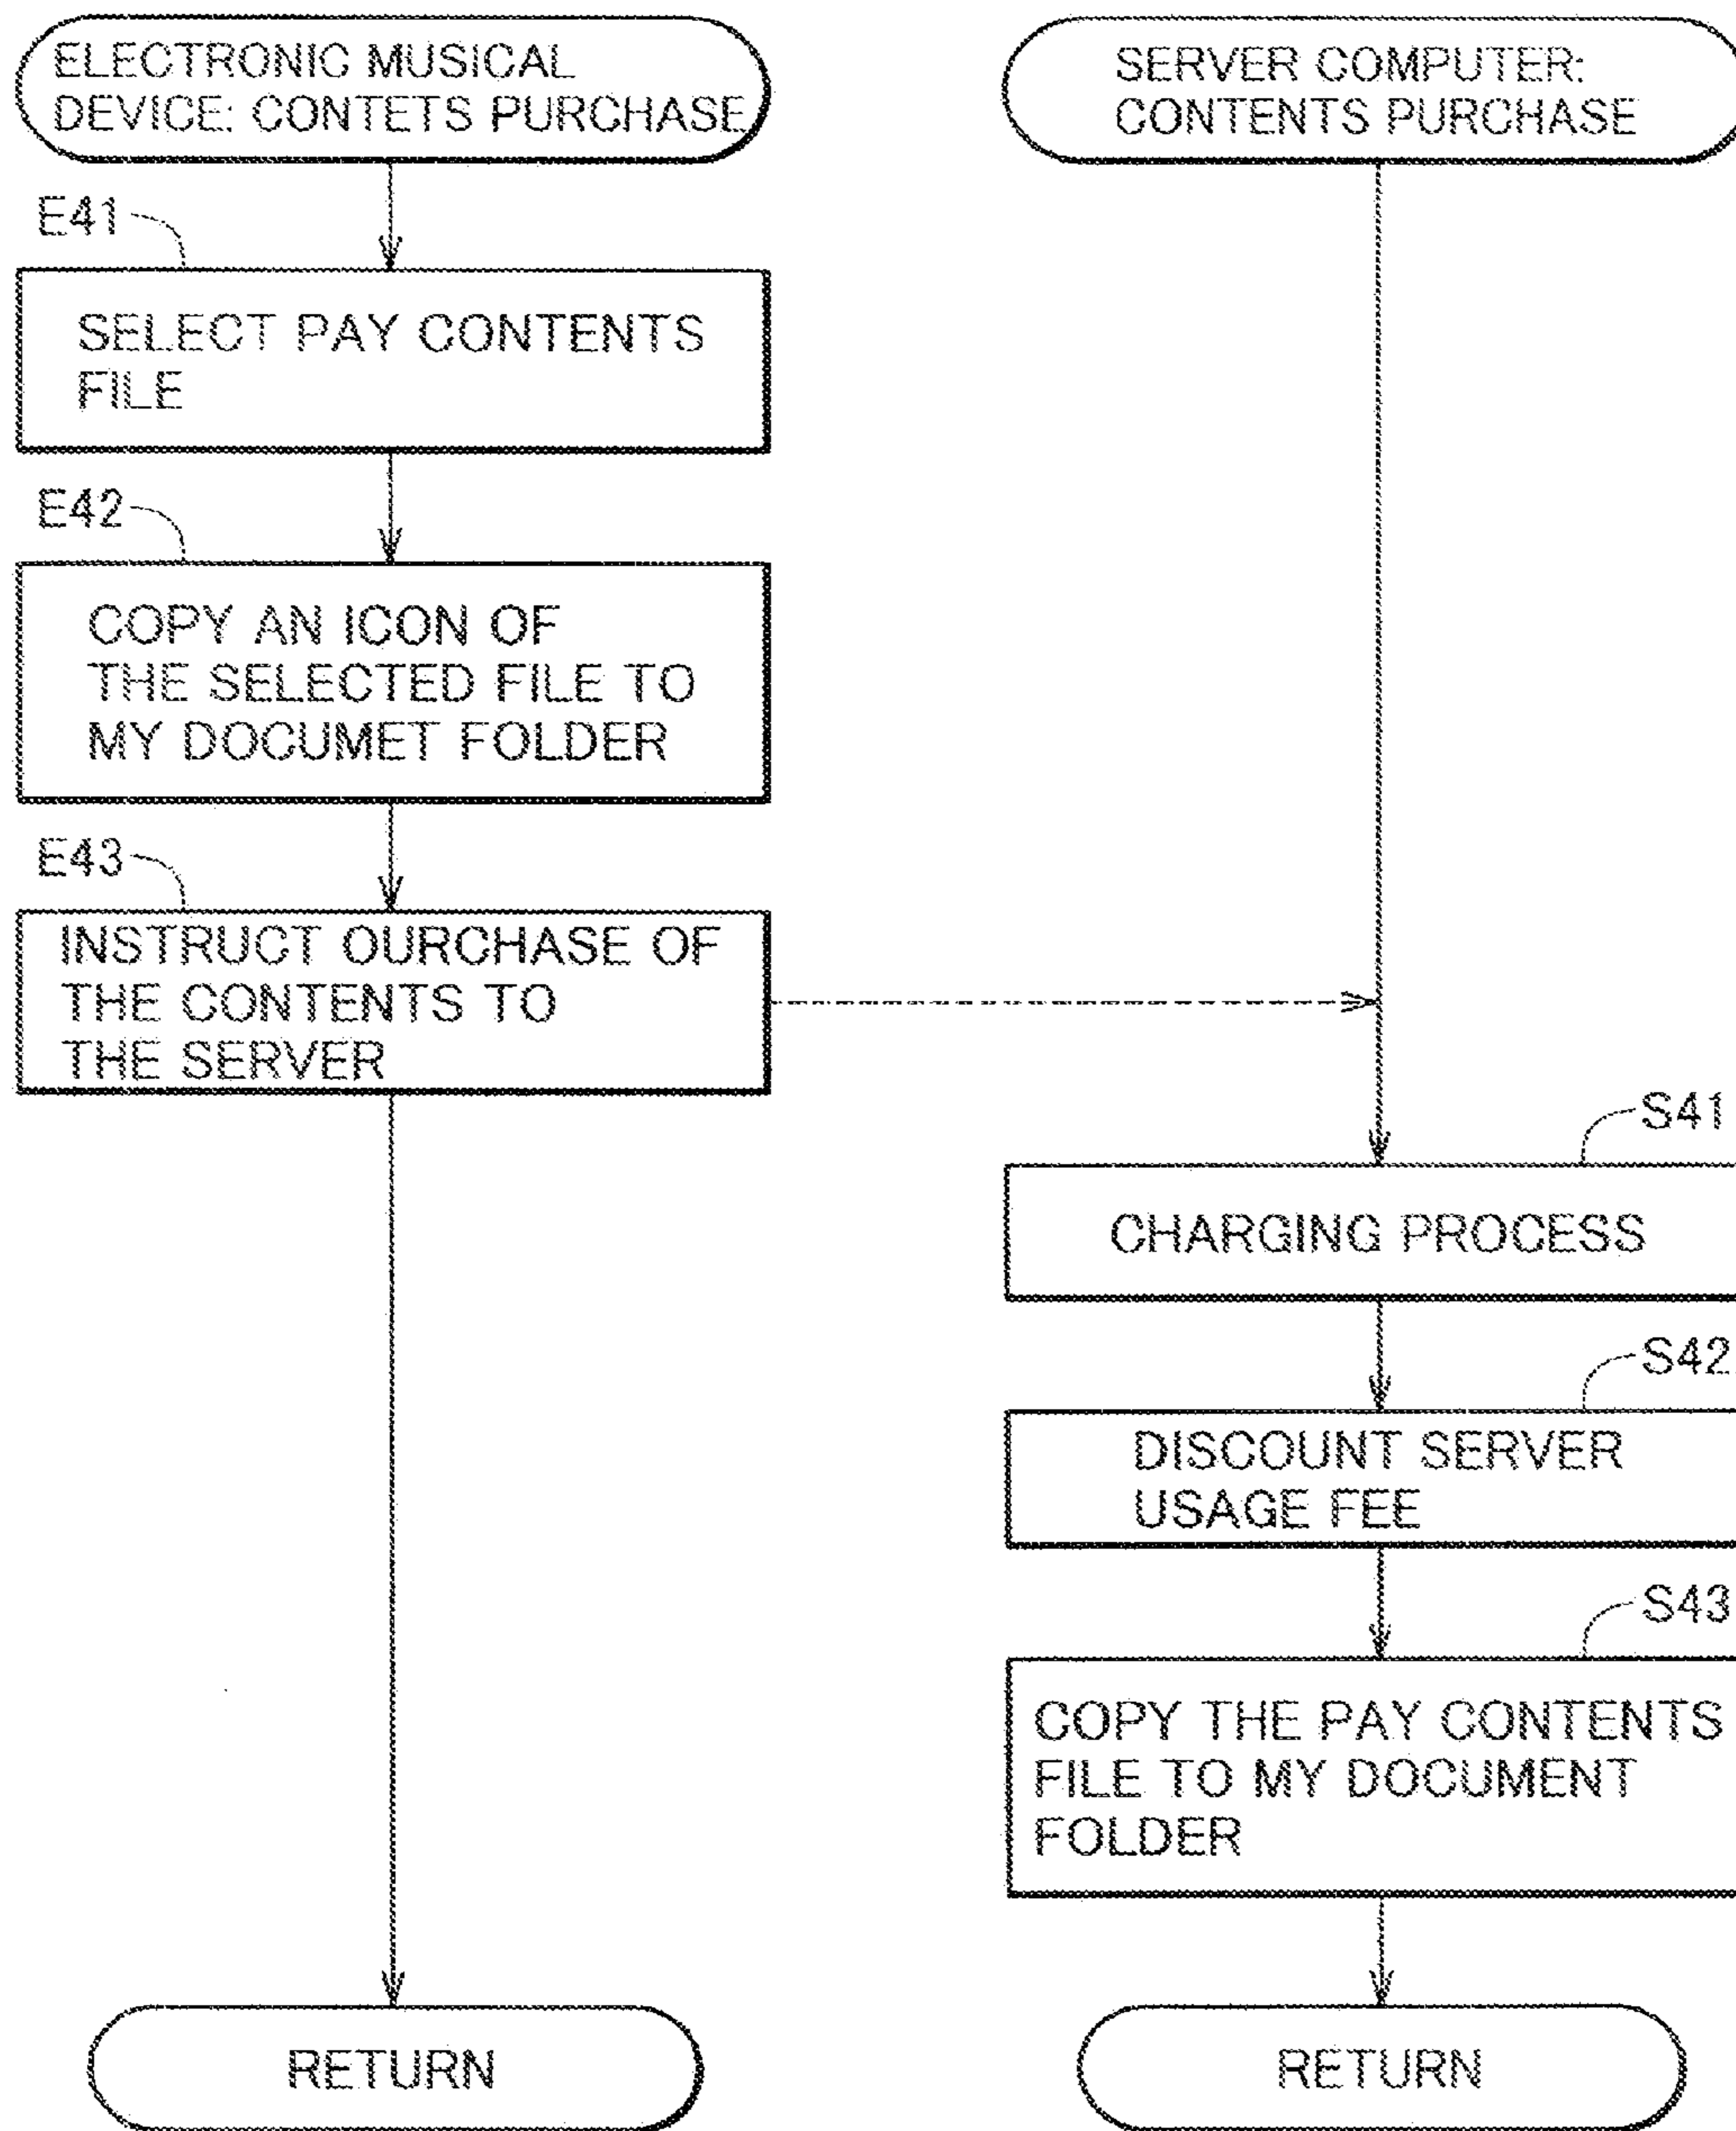 ELECTRONIC MUSICAL
DEVICE: CONTETS PURCHASE
E41
SELECT PAY CONTENTS
FILE
E42
COPY AN ICON OF
THE SELECTED FILE TO
MY DOCUMET FOLDER
E43
INSTRUCT OURCHASE OF
THE CONTENTS TO
THE SERVER
RETURN
SERVER COMPUTER:
CONTENTS PURCHASE
S41
CHARGING PROCESS
S42
DISCOUNT SERVER
USAGE FEE
S43
COPY THE PAY CONTENTS
FILE TO MY DOCUMENT
FOLDER
RETURN